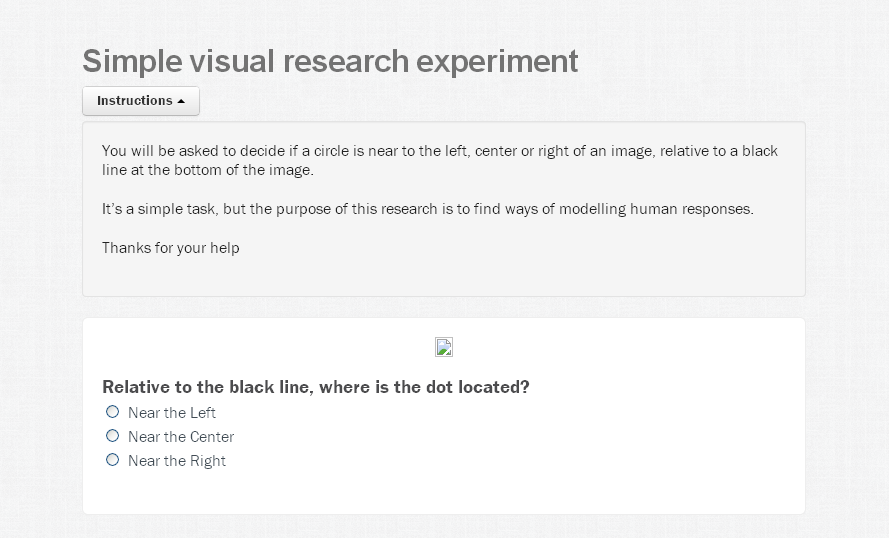 Simple visual research experiment
Instructions
You will be asked to decide if a circle is near to the left, center or right of an image, relative to a black
line at the bottom of the image.
It's a simple task, but the purpose of this research is to find ways of modelling human responses.
Thanks for your help
Relative to the black line, where is the dot located?
Near the Left
Near the Center
Near the Right